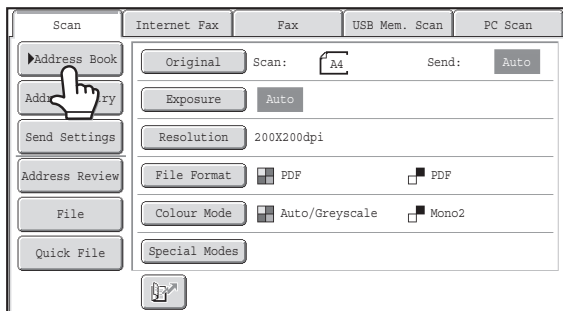 Scan Internet Fax Fax USB Mem. Scan PC Scan
Address Book
Original Scan: A4 Send: Auto
Exposure Auto
Send Settings
Resolution 200X200dpi
Address Review
File Format PDF PDF
File
Colour Mode Auto/Greyscale Mono2
Quick File
Special Modes